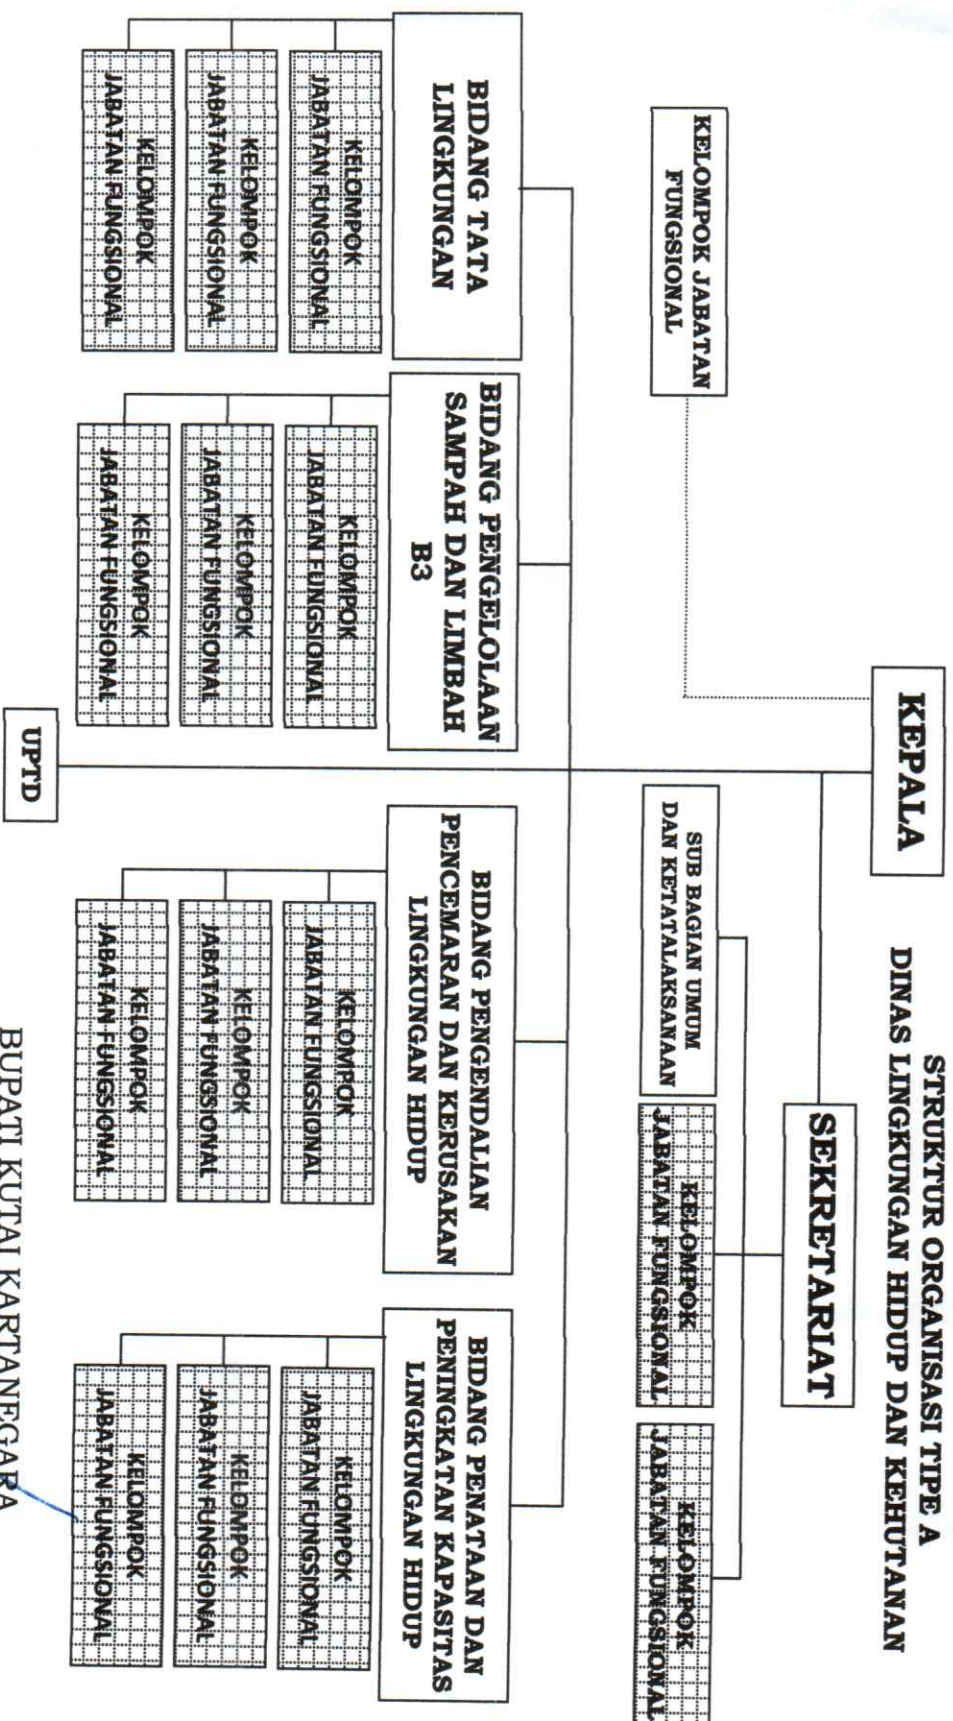 STRUKTUR ORGANISASI TIPE A
DINAS LINGKUNGAN HIDUP DAN KEHUTANAN
KEPALA
SEKRETARIAT
KELOMPOK JABATAN
FUNGSIONAL
SUB BAGIAN UMUM
DAN KETATALAKSANAAN
KELOMPOK
JABATAN FUNGSIONAL
KELOMPOK
JABATAN FUNGSIONAL
BIDANG TATA
LINGKUNGAN
KELOMPOK
JABATAN FUNGSIONAL
KELOMPOK
JABATAN FUNGSIONAL
KELOMPOK
JABATAN FUNGSIONAL
BIDANG PENGELOLAAN
SAMPAH DAN LIMBAH
B3
KELOMPOK
JABATAN FUNGSIONAL
KELOMPOK
JABATAN FUNGSIONAL
KELOMPOK
JABATAN FUNGSIONAL
BIDANG PENGENDALIAN
PENCEMARAN DAN KERUSAKAN
LINGKUNGAN HIDUP
KELOMPOK
JABATAN FUNGSIONAL
KELOMPOK
JABATAN FUNGSIONAL
KELOMPOK
JABATAN FUNGSIONAL
BIDANG PENATAAN DAN
PENINGKATAN KAPASITAS
LINGKUNGAN HIDUP
KELOMPOK
JABATAN FUNGSIONAL
KELOMPOK
JABATAN FUNGSIONAL
KELOMPOK
JABATAN FUNGSIONAL
UPTD
BUPATI KUTAI KARTANEGARA